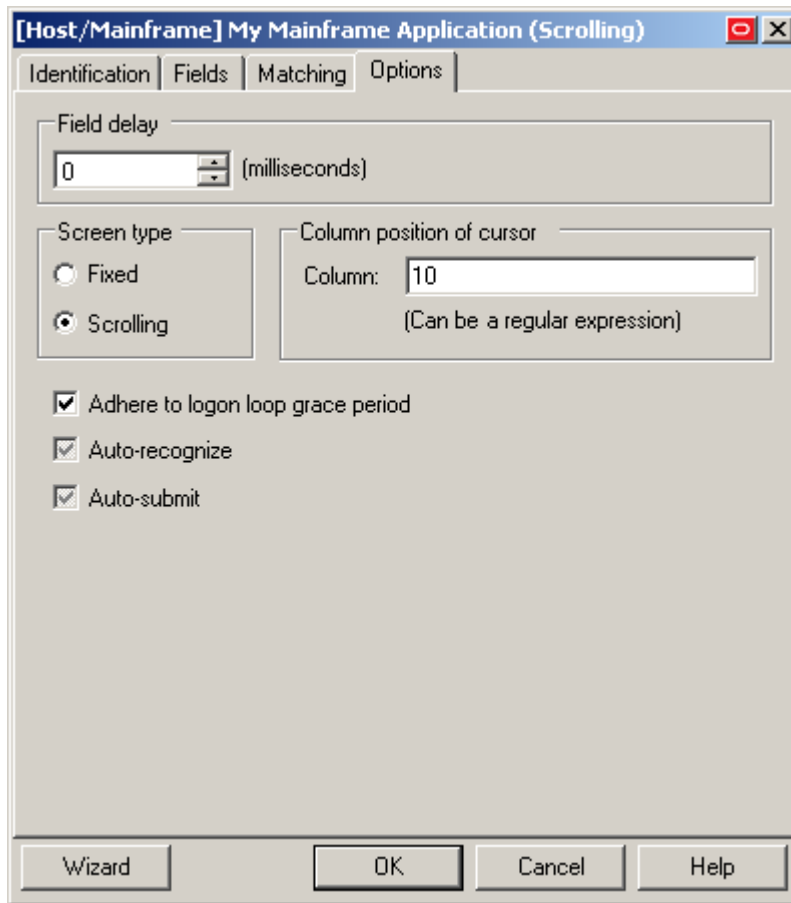 [Host/Mainframe] My Mainframe Application (Scrolling)
Identification Fields Matching Options
Field delay
0 (milliseconds)
Screen type
Fixed
Scrolling
Column position of cursor
Column: 10
(Can be a regular expression)
Adhere to logon loop grace period
Auto-recognize
Auto-submit
Wizard OK Cancel Help